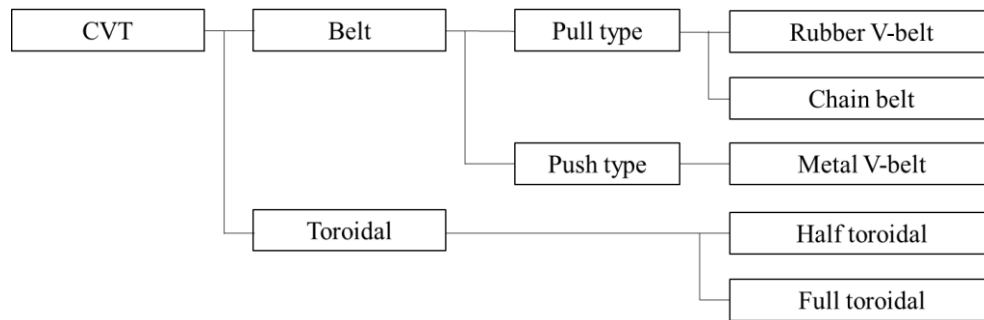 CVT
Belt
Pull type
Rubber V-belt
Chain belt
Push type
Metal V-belt
Toroidal
Half toroidal
Full toroidal